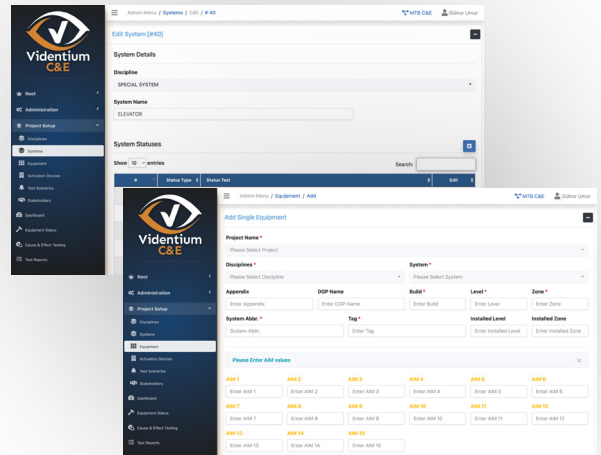 Admin Menu / Systems / Edit / # 40
MTB C&E
Gülnur Umur
Videntium
C&E
Root
Administration
Project Setup
Disciplines
Systems
Equipment
Activation Devices
Test Scenarios
Stakeholders
Dashboard
Equipment Status
Cause & Effect Testing
Test Reports
Edit System [#40]
System Details
Discipline
SPECIAL SYSTEM
System Name
ELEVATOR
System Statuses
Show 10 entries
Search:
# Status Type Status Text Edit
Admin Menu / Equipment / Add
MTB C&E
Gülnur Umur
Videntium
C&E
Root
Administration
Project Setup
Disciplines
Systems
Equipment
Activation Devices
Test Scenarios
Stakeholders
Dashboard
Equipment Status
Cause & Effect Testing
Test Reports
Add Single Equipment
Project Name *
Please Select Project
Disciplines * System *
Please Select Discipline Please Select System
Appendix DGP Name Build * Level * Zone *
Enter Appendix Enter DGP Name Enter Build Enter Level Enter Zone
System Abbr. * Tag * Installed Level Installed Zone
System Abbr. Enter Tag Enter Installed Level Enter Installed Zone
Please Enter AIM values
AIM 1 AIM 2 AIM 3 AIM 4 AIM 5 AIM 6
Enter AIM 1 Enter AIM 2 Enter AIM 3 Enter AIM 4 Enter AIM 5 Enter AIM 6
AIM 7 AIM 8 AIM 9 AIM 10 AIM 11 AIM 12
Enter AIM 7 Enter AIM 8 Enter AIM 9 Enter AIM 10 Enter AIM 11 Enter AIM 12
AIM 13 AIM 14 AIM 15
Enter AIM 13 Enter AIM 14 Enter AIM 15